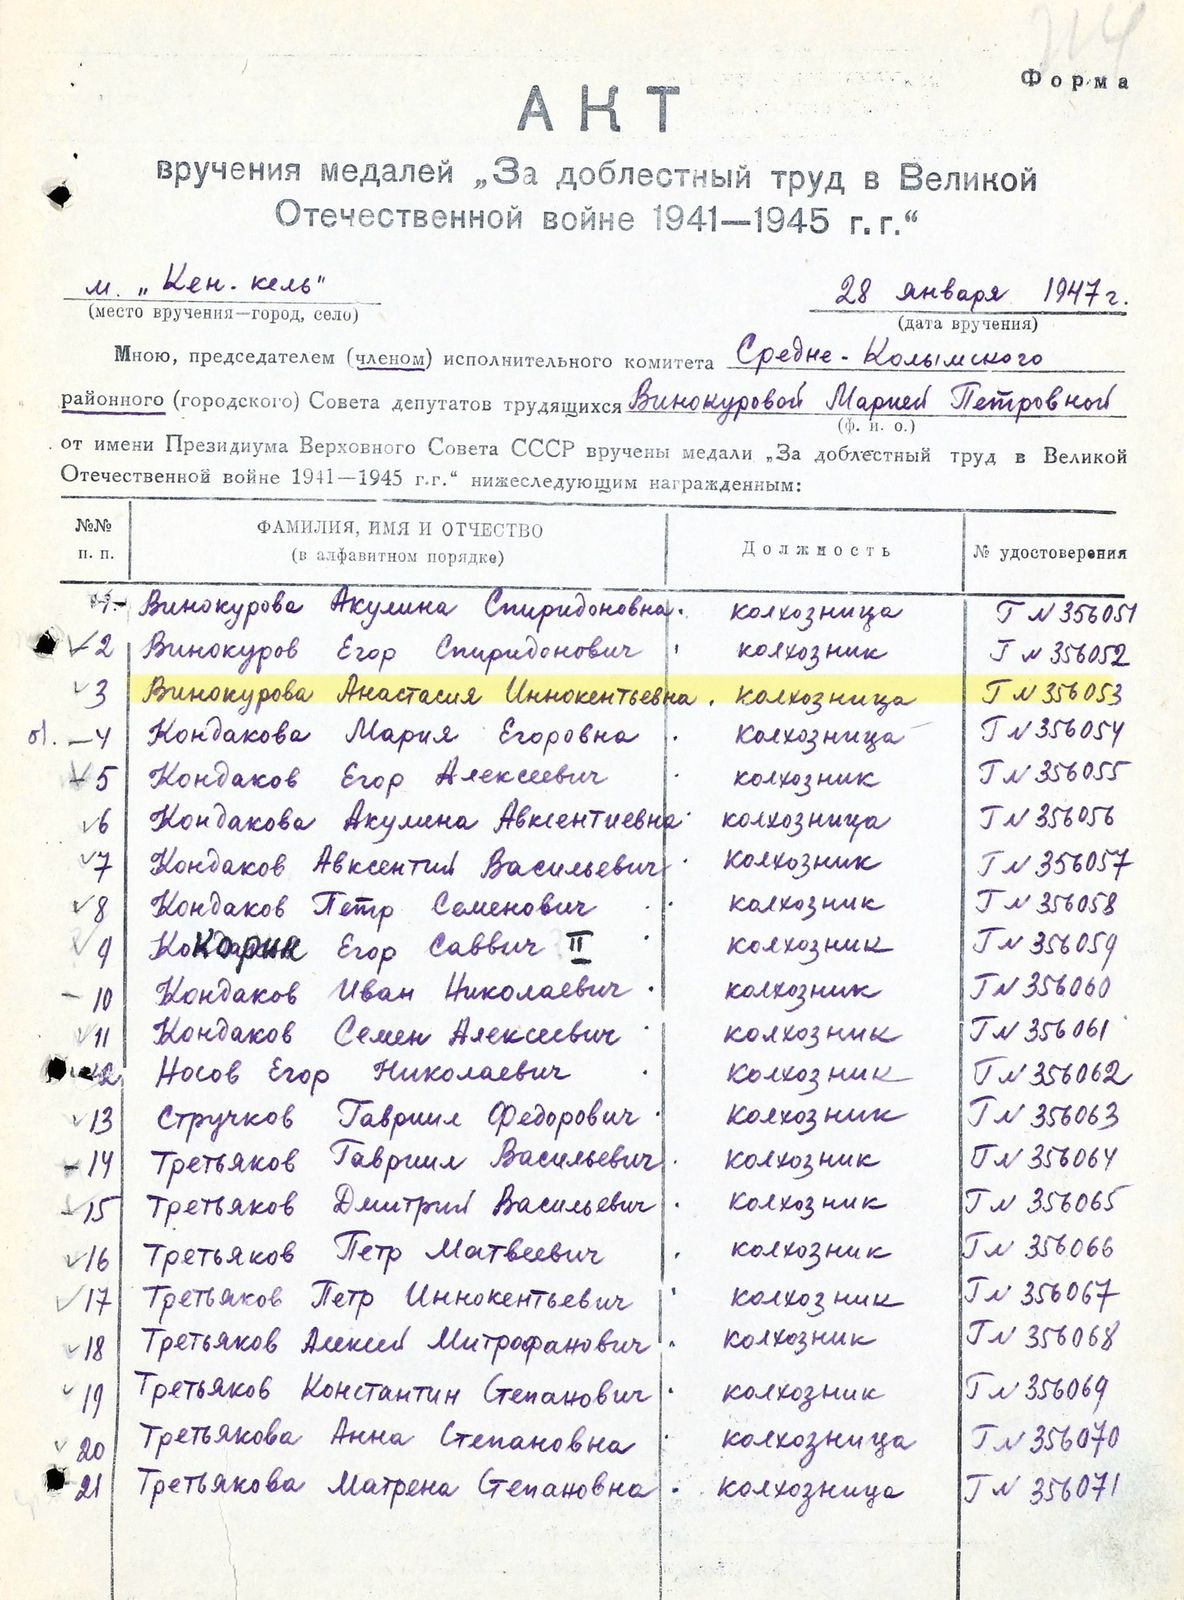 Форма
АКТ
вручения медалей „За доблестный труд в Великой
Отечественной войне 1941—1945 г. г.“
м. „Кен-кель“
28 января 1947 г.
(место вручения—город, село)
(дата вручения)
Мною, председателем (членом) исполнительного комитета Средне-Колымского
районного (городского) Совета депутатов трудящихся Винокуровой Марией Петровной
(ф. и. о.)
от имени Президиума Верховного Совета СССР вручены медали „За доблестный труд в Великой
Отечественной войне 1941—1945 г.г.“ нижеследующим награжденным:
№№ п. п. ФАМИЛИЯ, ИМЯ И ОТЧЕСТВО (в алфавитном порядке) Должность № удостоверения
1. Винокурова Акулина Спиридоновна. колхозница Г № 356051
2 Винокуров Егор Спиридонович колхозник Г № 356052
3 Винокурова Анастасия Иннокентьевна. колхозница Г № 356053
4 Кондакова Мария Егоровна колхозница Г № 356054
5 Кондаков Егор Алексеевич колхозник Г № 356055
6 Кондакова Акулина Авксентиевна колхозница Г № 356056
7 Кондаков Авксентий Васильевич колхозник Г № 356057
8 Кондаков Петр Семенович колхозник Г № 356058
9 Егор Саввич II колхозник Г № 356059
10 Кондаков Иван Николаевич колхозник Г № 356060
11 Кондаков Семен Алексеевич колхозник Г № 356061
12 Носов Егор Николаевич колхозник Г № 356062
13 Стручков Гавриил Федорович колхозник Г № 356063
14 Третьяков Гавриил Васильевич колхозник Г № 356064
15 Третьяков Дмитрий Васильевич колхозник Г № 356065
16 Третьяков Петр Матвеевич колхозник Г № 356066
17 Третьяков Петр Иннокентьевич колхозник Г № 356067
18 Третьяков Алексей Митрофанович колхозник Г № 356068
19 Третьяков Константин Степанович колхозник Г № 356069
20 Третьякова Анна Степановна колхозница Г № 356070
21 Третьякова Матрена Степановна колхозница Г № 356071